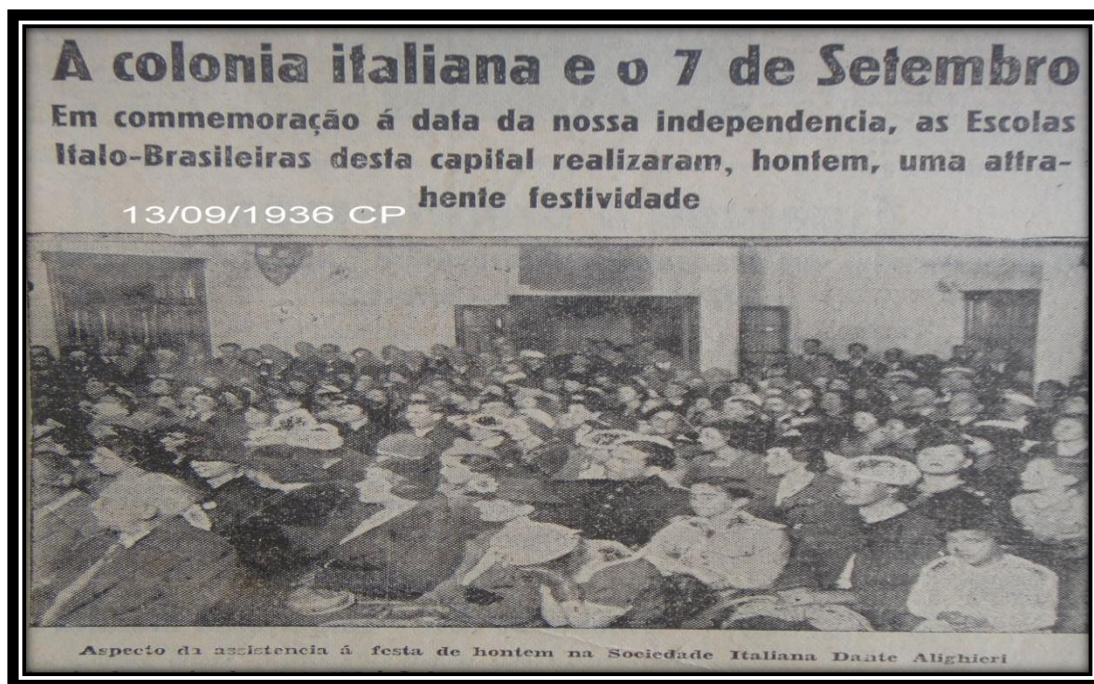 A colonia italiana e o 7 de Setembro
Em commemoração á data da nossa independencia, as Escolas
Italo-Brasileiras desta capital realizaram, hontem, uma attra-
hente festividade
13/09/1936 CP
Aspecto da assistencia á festa de hontem na Sociedade Italiana Dante Alighieri